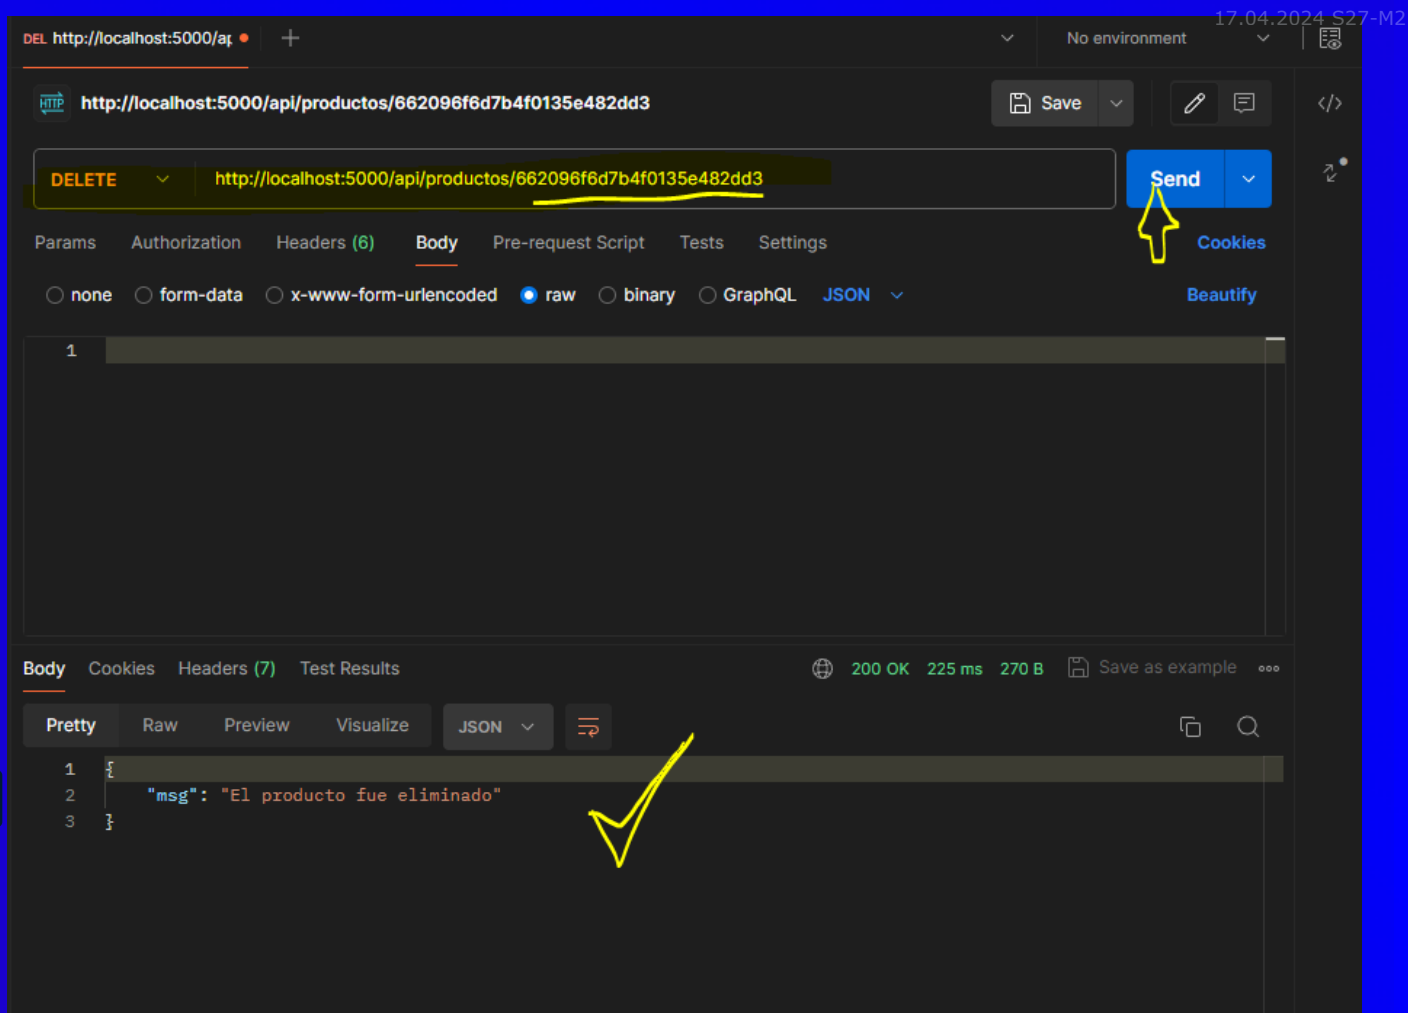 17.04.2024 S27-M2
DEL http://localhost:5000/ap
No environment
HTTP http://localhost:5000/api/productos/662096f6d7b4f0135e482dd3
Save
DELETE http://localhost:5000/api/productos/662096f6d7b4f0135e482dd3
Send
Params Authorization Headers (6) Body Pre-request Script Tests Settings Cookies
none form-data x-www-form-urlencoded raw binary GraphQL JSON Beautify
1
Body Cookies Headers (7) Test Results 200 OK 225 ms 270 B Save as example
Pretty Raw Preview Visualize JSON
1 {
2 "msg": "El producto fue eliminado"
3 }